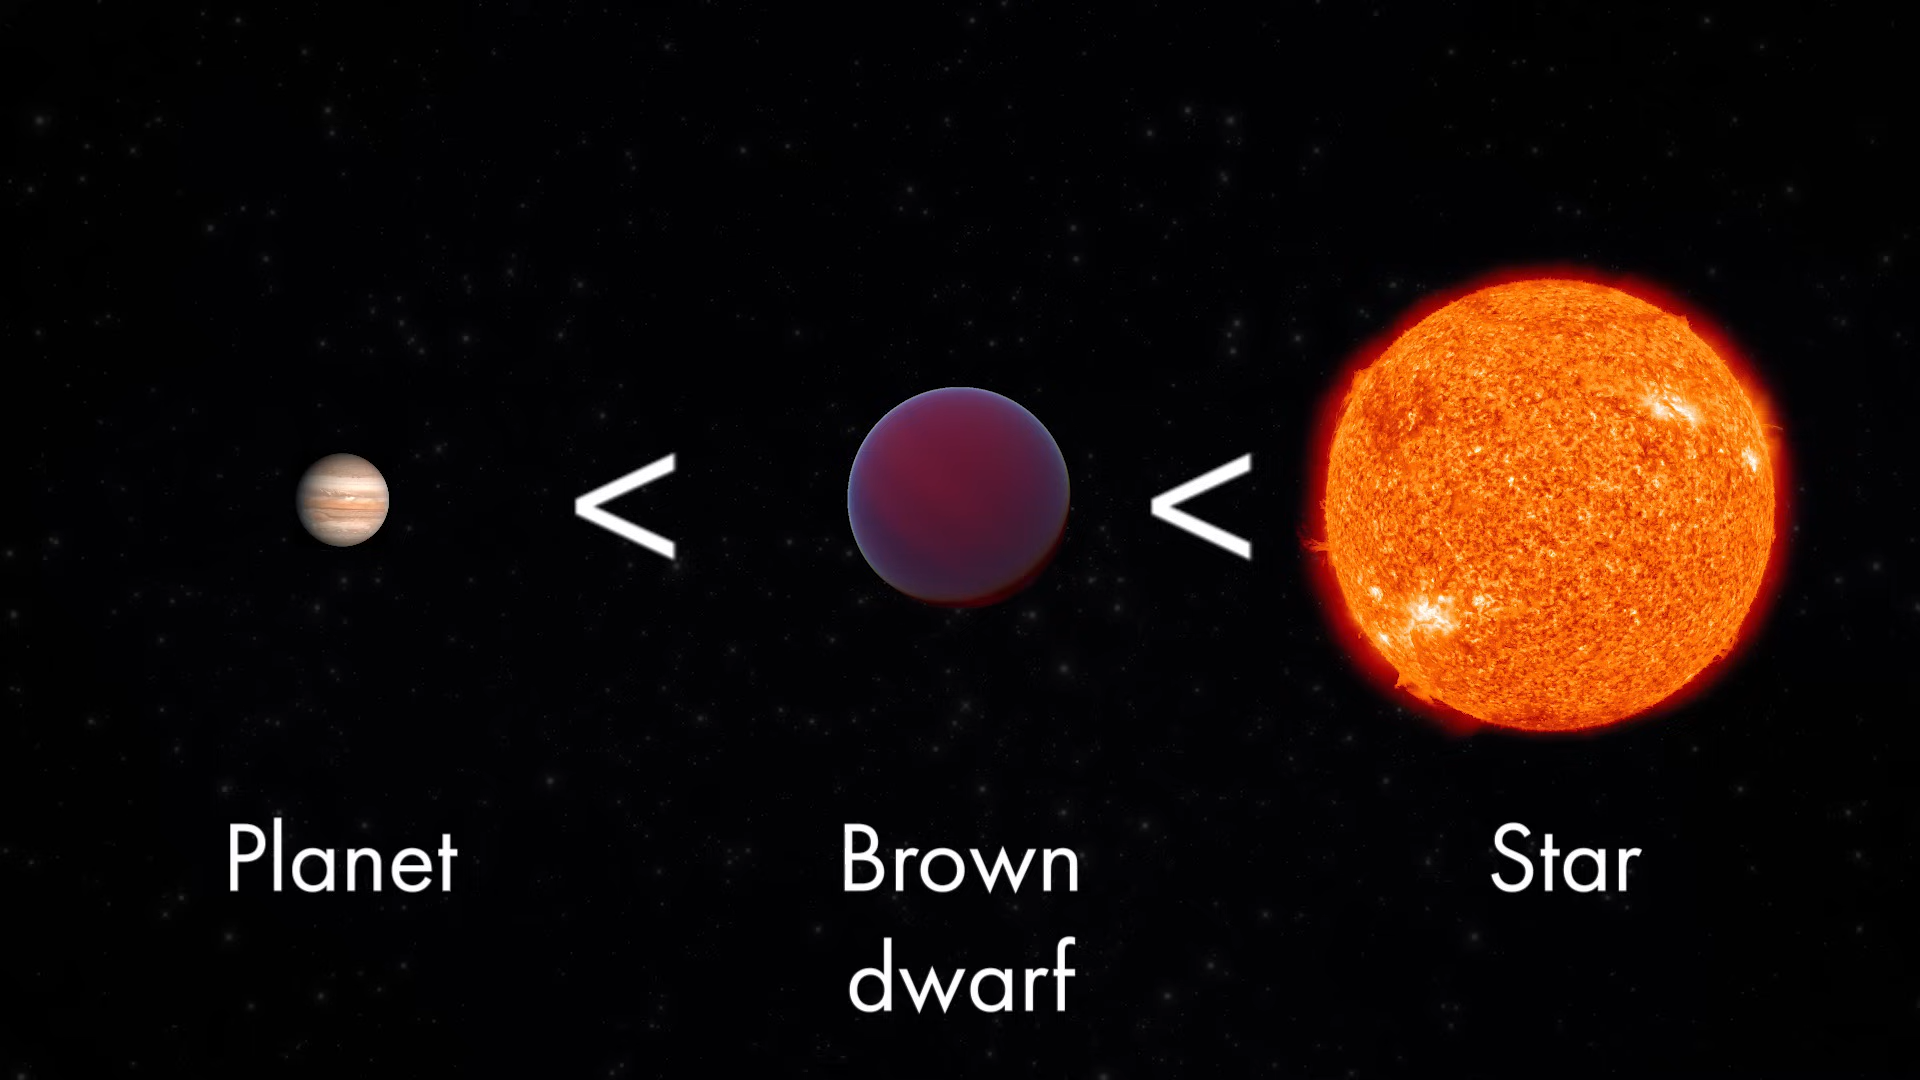 < <
Planet
Brown
dwarf
Star